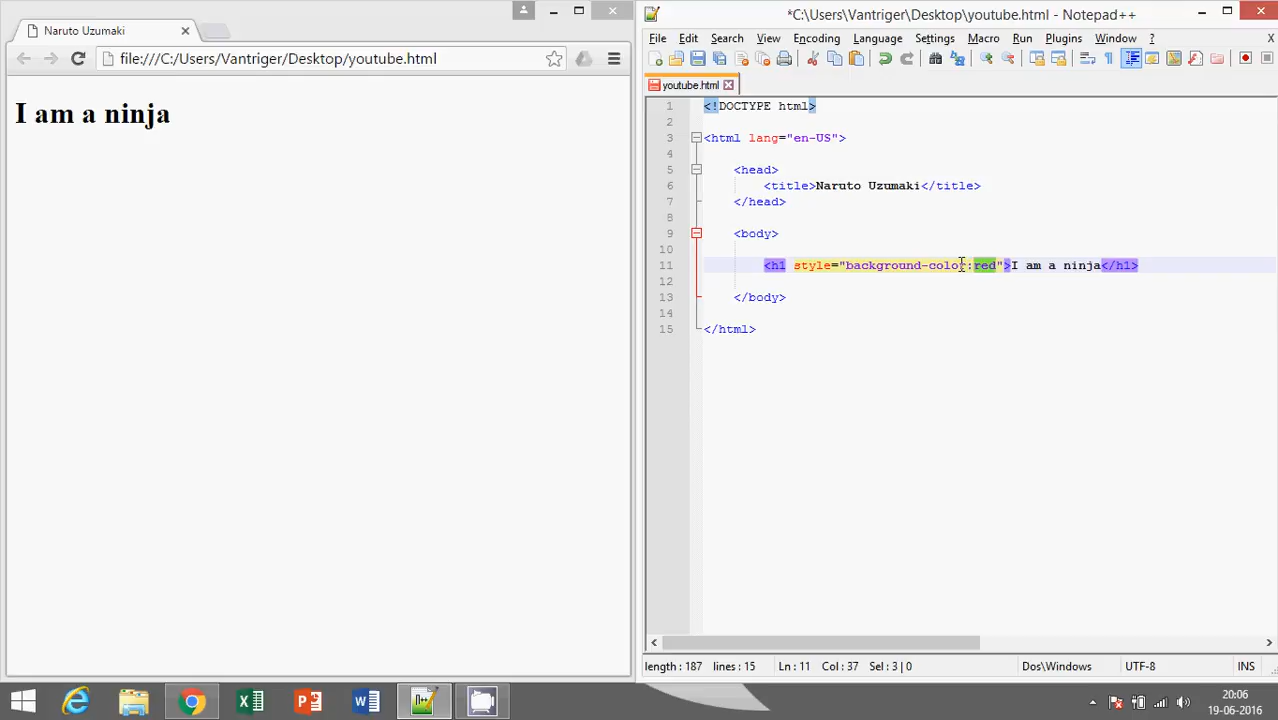 Naruto Uzumaki
file:///C:/Users/Vantriger/Desktop/youtube.html
I am a ninja
*C:\Users\Vantriger\Desktop\youtube.html - Notepad++
File Edit Search View Encoding Language Settings Macro Run Plugins Window ? X
youtube.html
1 <!DOCTYPE html>
2
3 <html lang="en-US">
4
5 <head>
6 <title>Naruto Uzumaki</title>
7 </head>
8
9 <body>
10
11 <h1 style="background-color:red">I am a ninja</h1>
12
13 </body>
14
15 </html>
length : 187 lines : 15 Ln : 11 Col : 37 Sel : 3 | 0 Dos\Windows UTF-8 INS
20:06
19-06-2016